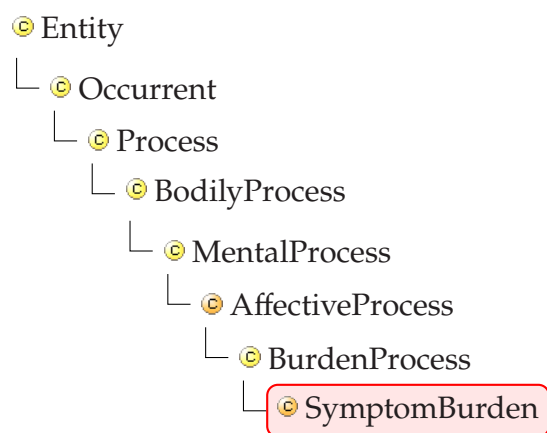 C Entity
C Occurrent
C Process
C BodilyProcess
C MentalProcess
C AffectiveProcess
C BurdenProcess
C SymptomBurden